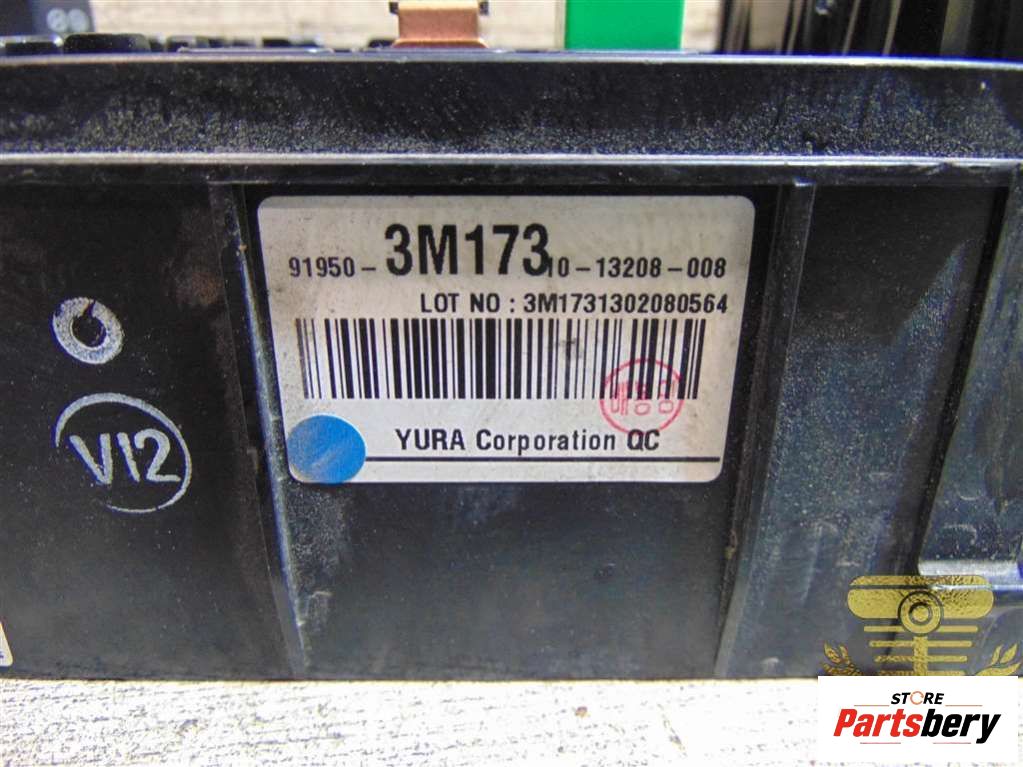 91950- 3M173 10-13208-008
LOT NO : 3M1731302080564
YURA Corporation QC
V12
STORE
Partsbery